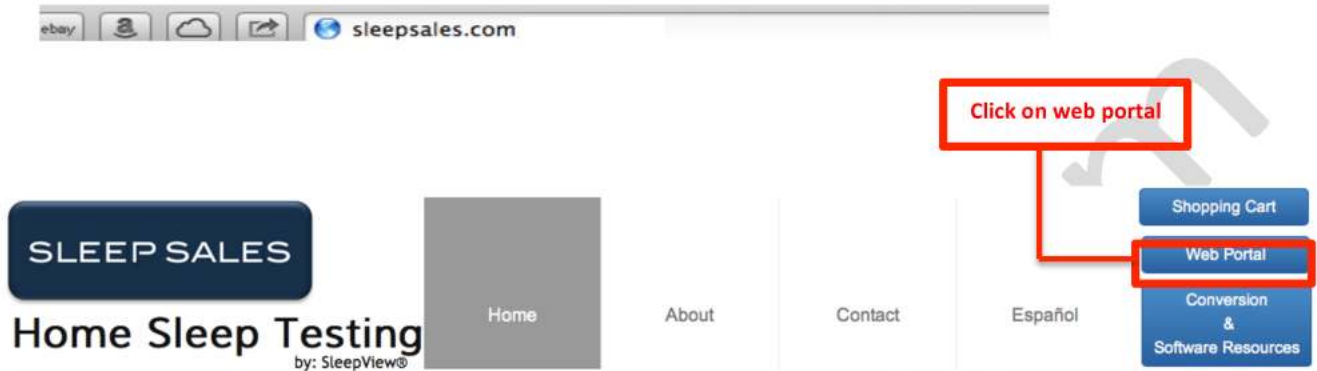 ebay
sleepsales.com
Click on web portal
Shopping Cart
SLEEP SALES
Web Portal
Home
About
Contact
Español
Conversion
&
Software Resources
Home Sleep Testing
by: SleepView®